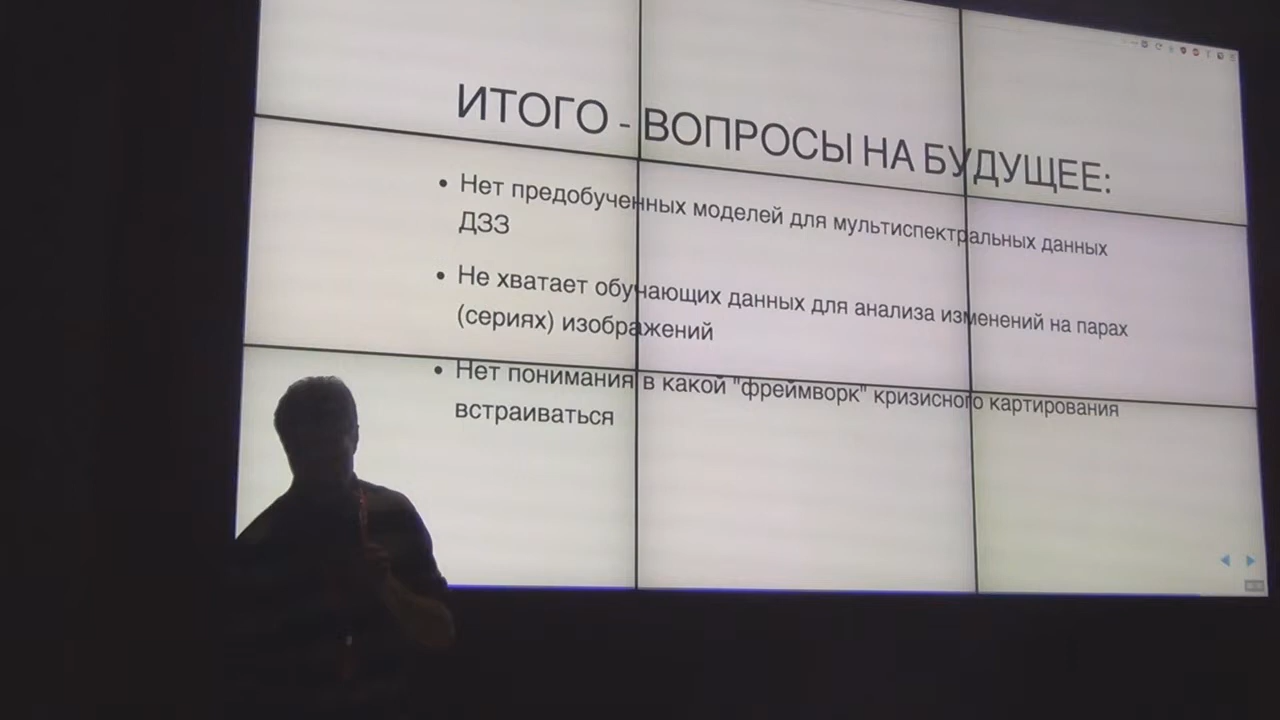 ИТОГО - ВОПРОСЫ НА БУДУЩЕЕ:
• Нет предобученных моделей для мультиспектральных данных
ДЗЗ
• Не хватает обучающих данных для анализа изменений на парах
(сериях) изображений
• Нет понимания в какой "фреймворк" кризисного картирования
встраиваться